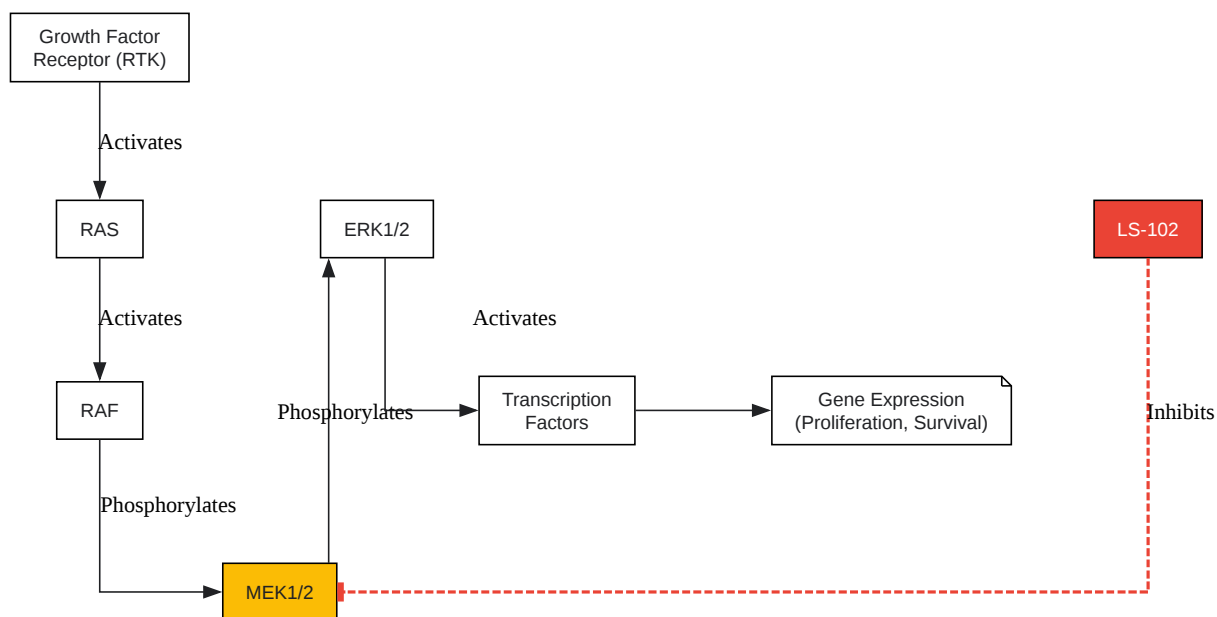 Growth Factor
Receptor (RTK)
Activates
RAS
ERK1/2
LS-102
Activates
Activates
RAF
Phosphorylates
Transcription
Factors
Gene Expression
(Proliferation, Survival)
Inhibits
Phosphorylates
MEK1/2